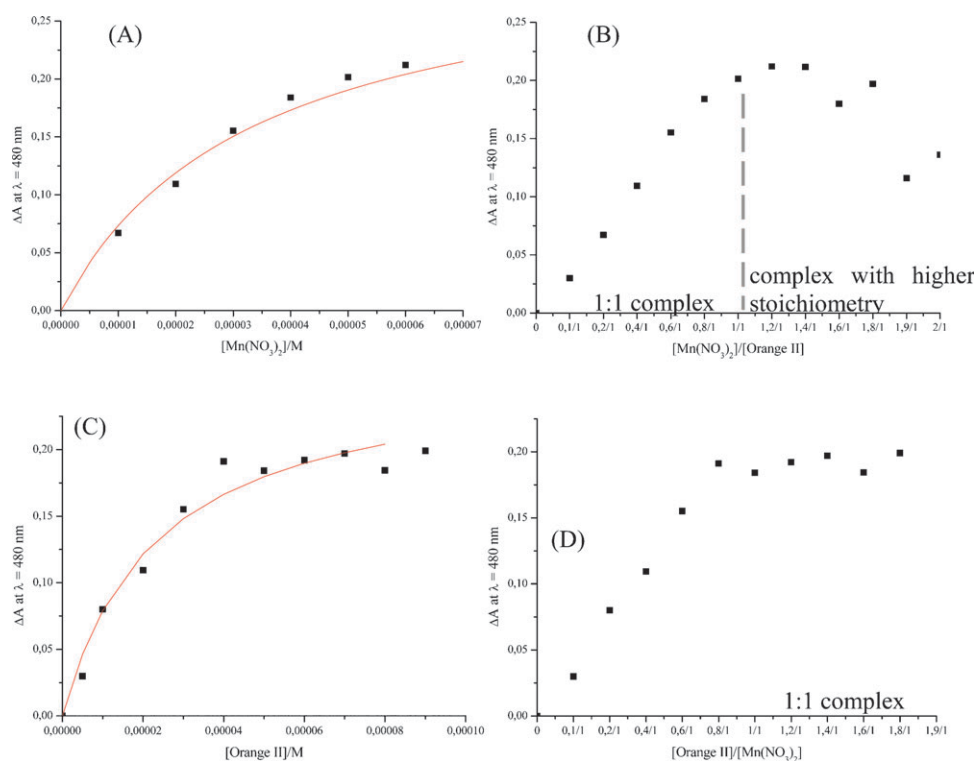 (A)
0,25
0,20
0,15
0,10
0,05
0,00
ΔA at λ = 480 nm
0,00000 0,00001 0,00002 0,00003 0,00004 0,00005 0,00006 0,00007
[Mn(NO₃)₂]/M
(B)
0,25
0,20
0,15
0,10
0,05
0,00
ΔA at λ = 480 nm
1:1 complex
complex with higher
stoichiometry
0 0,1/1 0,2/1 0,4/1 0,6/1 0,8/1 1/1 1,2/1 1,4/1 1,6/1 1,8/1 1,9/1 2/1
[Mn(NO₃)₂]/[Orange II]
(C)
0,20
0,15
0,10
0,05
0,00
ΔA at λ = 480 nm
0,00000 0,00002 0,00004 0,00006 0,00008 0,00010
[Orange II]/M
(D)
0,20
0,15
0,10
0,05
0,00
ΔA at λ = 480 nm
1:1 complex
0 0,1/1 0,2/1 0,4/1 0,6/1 0,8/1 1/1 1,2/1 1,4/1 1,6/1 1,8/1 1,9/1
[Orange II]/[Mn(NO₃)₂]